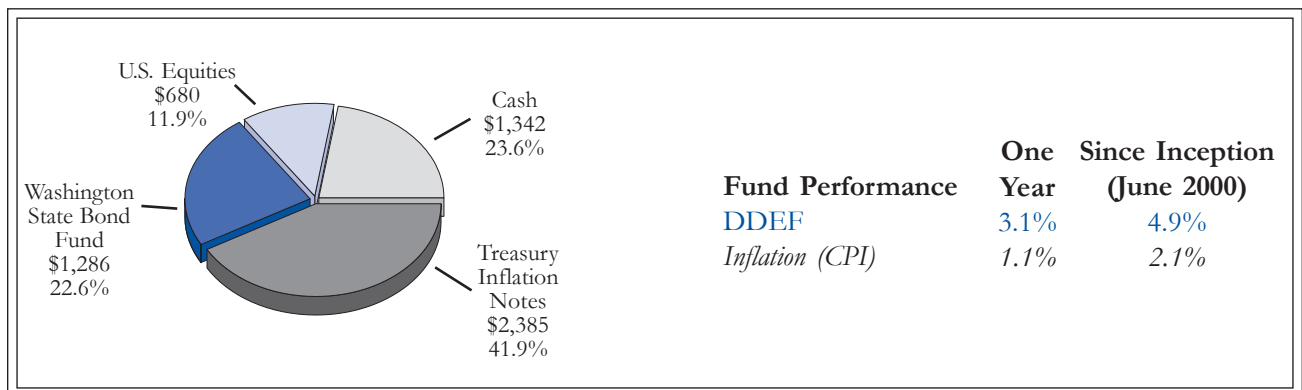 U.S. Equities
$680
11.9%
Cash
$1,342
23.6%
Washington
State Bond
Fund
$1,286
22.6%
Treasury
Inflation
Notes
$2,385
41.9%
One Since Inception
Fund Performance Year (June 2000)
DDEF 3.1% 4.9%
Inflation (CPI) 1.1% 2.1%